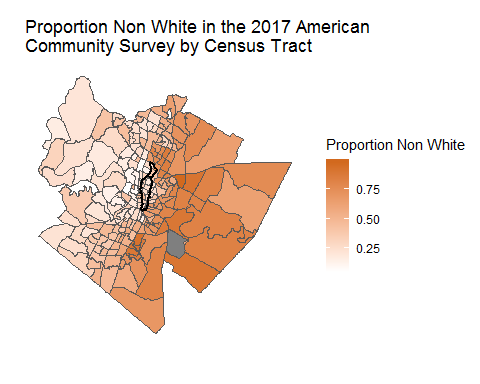 Proportion Non White in the 2017 American
Community Survey by Census Tract
Proportion Non White
0.75
0.50
0.25